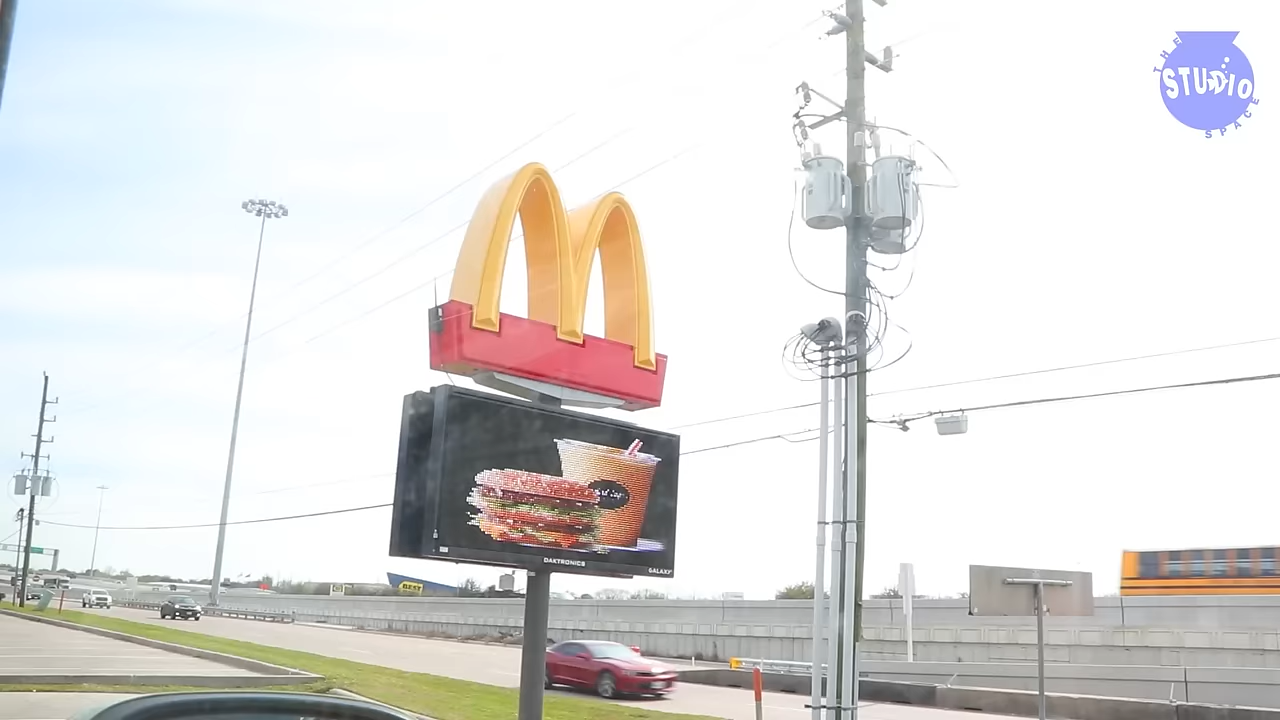 THE
STUDIO
SPACE
DAKTRONICS
GALAXY
BEST